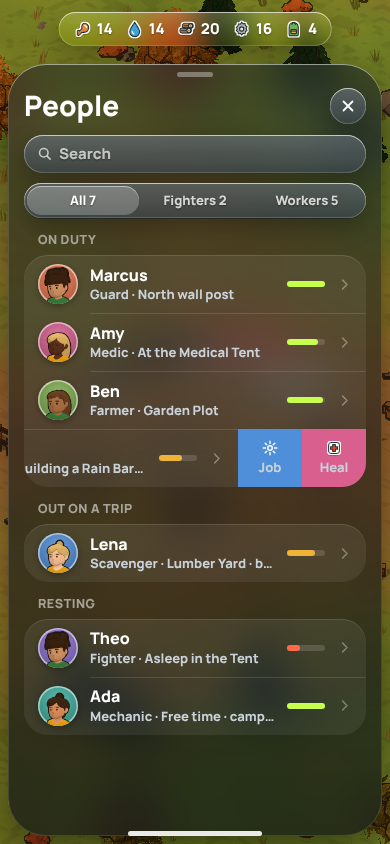 14 14 20 16 4
People
Search
All 7 Fighters 2 Workers 5
ON DUTY
Marcus
Guard · North wall post
Amy
Medic · At the Medical Tent
Ben
Farmer · Garden Plot
uilding a Rain Bar...
Job Heal
OUT ON A TRIP
Lena
Scavenger · Lumber Yard · b...
RESTING
Theo
Fighter · Asleep in the Tent
Ada
Mechanic · Free time · camp...